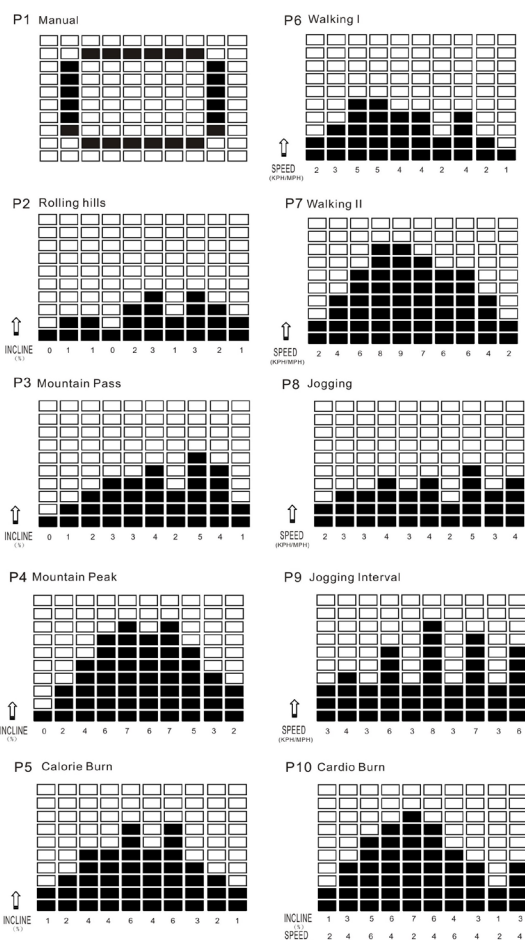 P1 Manual
P2 Rolling hills
INCLINE 0 1 1 0 2 3 1 3 2 1
(%)
P3 Mountain Pass
INCLINE 0 1 2 3 3 4 2 5 4 1
(%)
P4 Mountain Peak
INCLINE 0 2 4 6 7 6 7 6 3 2
(%)
P5 Calorie Burn
INCLINE 1 2 4 4 6 4 6 3 2 1
(%)
P6 Walking I
SPEED 2 3 5 5 4 4 2 4 2 1
(KPH/MPH)
P7 Walking II
SPEED 2 4 6 8 9 7 6 6 4 2
(KPH/MPH)
P8 Jogging
SPEED 2 3 3 4 3 4 2 5 3 4
(KPH/MPH)
P9 Jogging Interval
SPEED 3 4 3 6 3 8 3 7 3 6
(KPH/MPH)
P10 Cardio Burn
INCLINE 1 3 5 6 7 6 4 3 1 3
(%)
SPEED 2 4 6 4 2 4 6 4 2 4